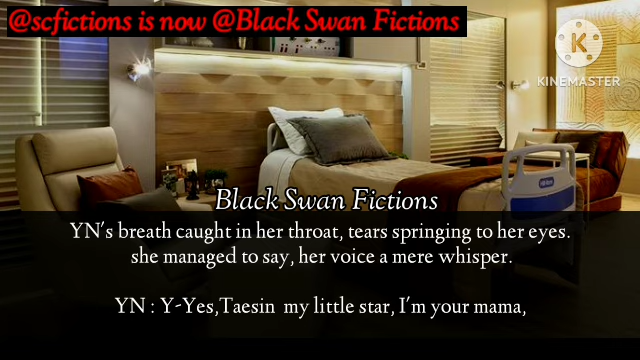 @scfictions is now @Black Swan Fictions
K
KINEMASTER
Black Swan Fictions
YN's breath caught in her throat, tears springing to her eyes.
she managed to say, her voice a mere whisper.
YN : Y-Yes,Taesin my little star, I'm your mama,